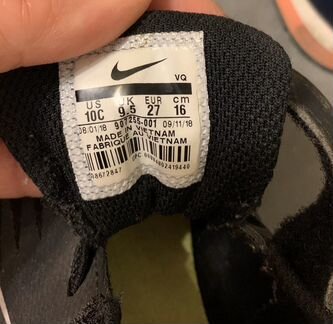 VQ
US UK EUR cm
10C 9.5 27 16
08/01/18 907256-001 09/11/18
MADE IN VIETNAM
FABRIQUE AU VIETNAM